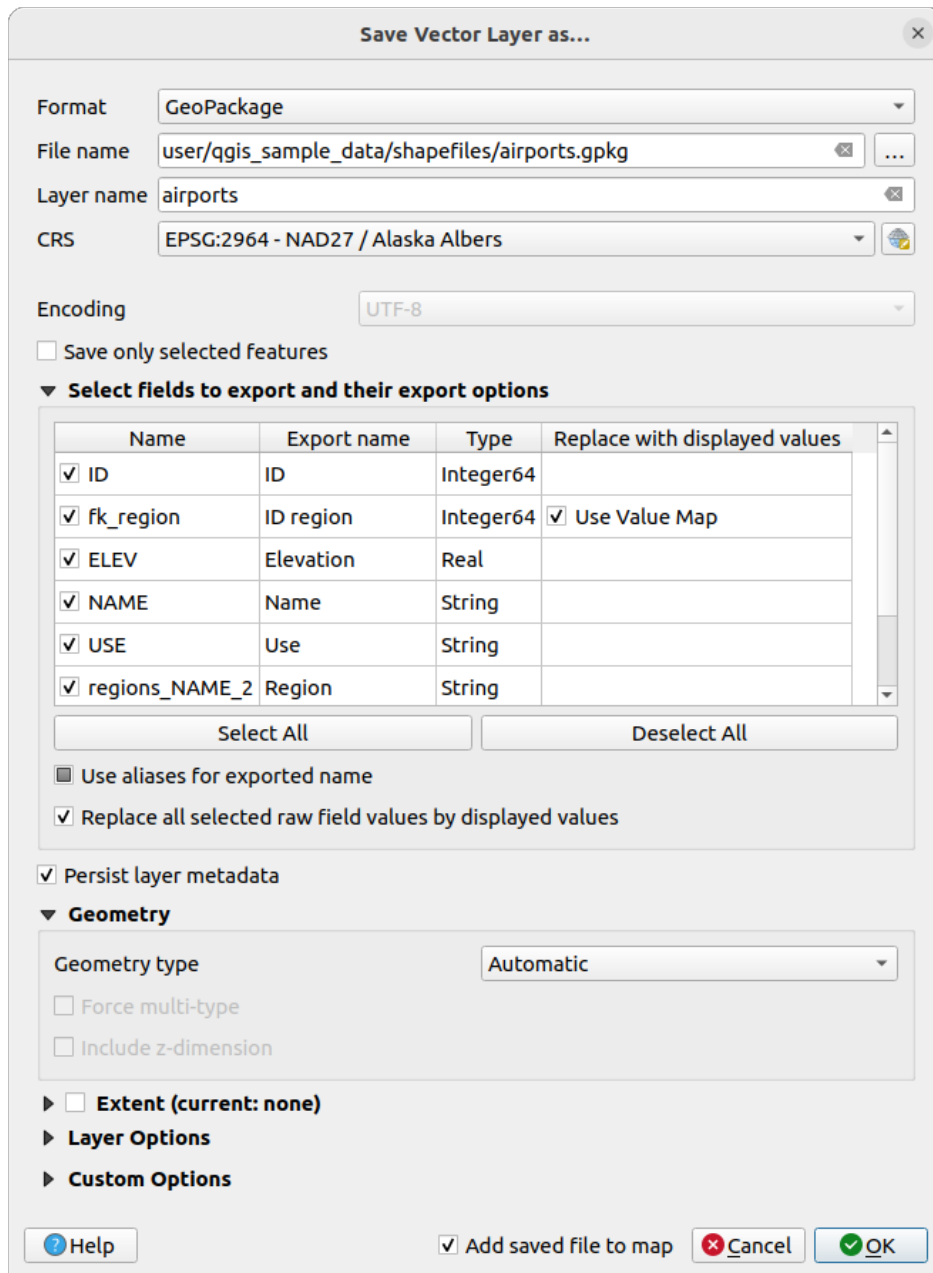 Save Vector Layer as…
Format GeoPackage
File name user/qgis_sample_data/shapefiles/airports.gpkg …
Layer name airports
CRS EPSG:2964 - NAD27 / Alaska Albers
Encoding UTF-8
Save only selected features
Select fields to export and their export options
Name Export name Type Replace with displayed values
ID ID Integer64
fk_region ID region Integer64 Use Value Map
ELEV Elevation Real
NAME Name String
USE Use String
regions_NAME_2 Region String
Select All Deselect All
Use aliases for exported name
Replace all selected raw field values by displayed values
Persist layer metadata
Geometry
Geometry type Automatic
Force multi-type
Include z-dimension
Extent (current: none)
Layer Options
Custom Options
Help Add saved file to map Cancel OK